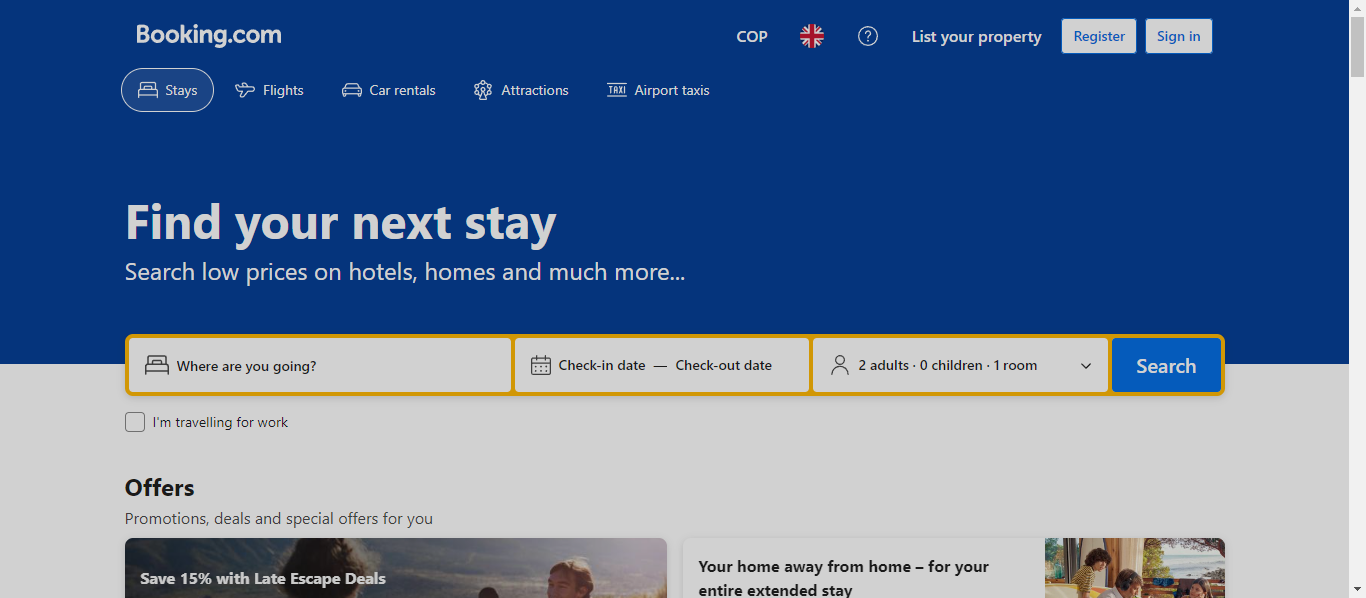 Booking.com
COP
List your property
Register
Sign in
Stays
Flights
Car rentals
Attractions
TAXI
Airport taxis
Find your next stay
Search low prices on hotels, homes and much more...
Where are you going?
Check-in date — Check-out date
2 adults · 0 children · 1 room
Search
I'm travelling for work
Offers
Promotions, deals and special offers for you
Save 15% with Late Escape Deals
Your home away from home – for your
entire extended stay